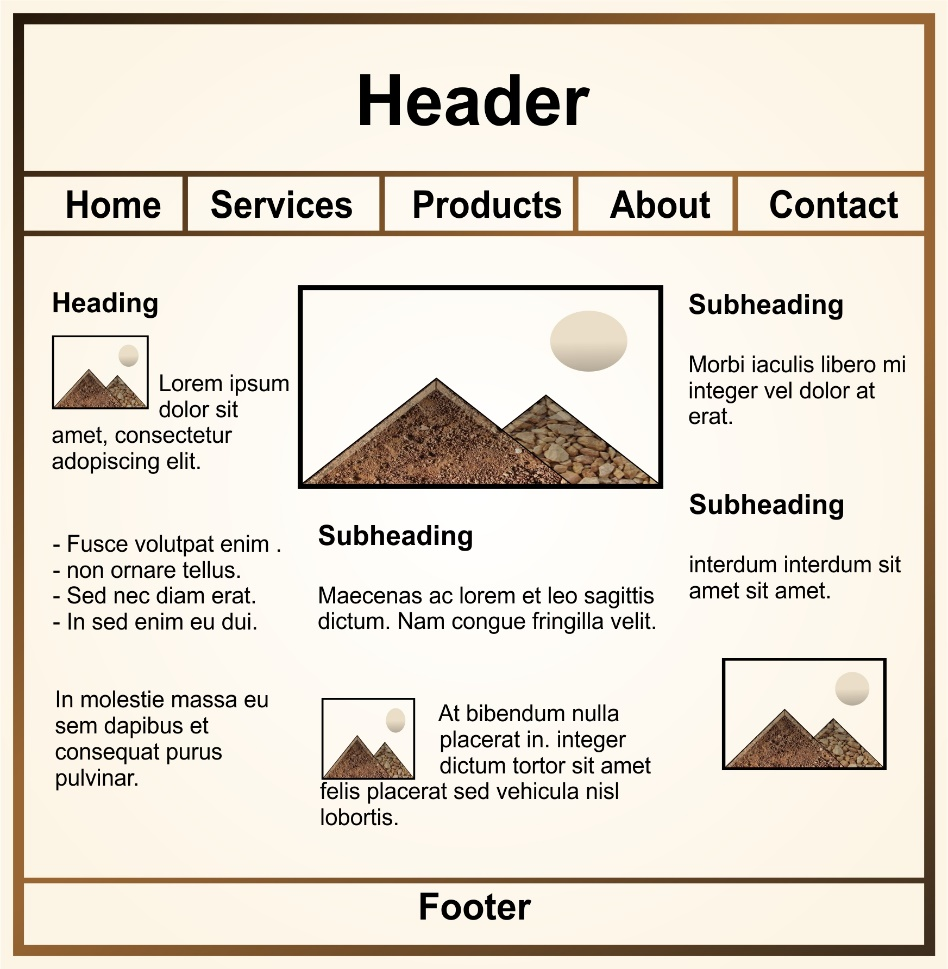 Header
Home Services Products About Contact
Heading
Lorem ipsum
dolor sit
amet, consectetur
adopiscing elit.
- Fusce volutpat enim .
- non ornare tellus.
- Sed nec diam erat.
- In sed enim eu dui.
In molestie massa eu
sem dapibus et
consequat purus
pulvinar.
Subheading
Maecenas ac lorem et leo sagittis
dictum. Nam congue fringilla velit.
At bibendum nulla
placerat in. integer
dictum tortor sit amet
felis placerat sed vehicula nisl
lobortis.
Subheading
Morbi iaculis libero mi
integer vel dolor at
erat.
Subheading
interdum interdum sit
amet sit amet.
Footer